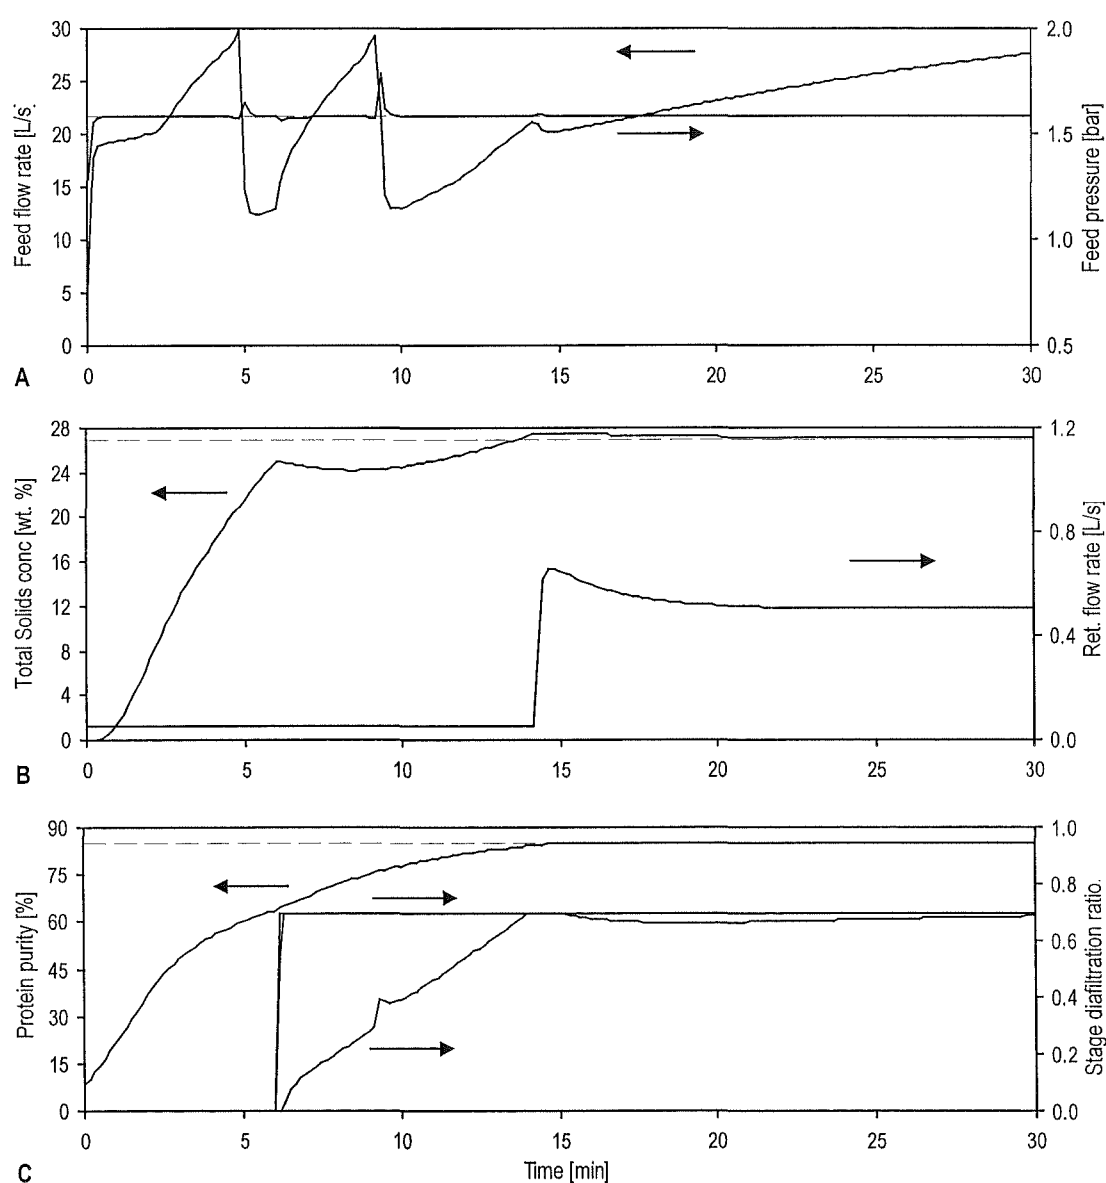 30
25
20
15
10
5
0
Feed flow rate [L/s]
2.0
1.5
1.0
0.5
Feed pressure [bar]
0 5 10 15 20 25 30
A
28
24
20
16
12
8
4
0
Total Solids conc [wt. %]
1.2
0.8
0.4
0.0
Ret. flow rate [L/s]
0 5 10 15 20 25 30
B
90
75
60
45
30
15
0
Protein purity [%]
1.0
0.8
0.6
0.4
0.2
0.0
Stage diafiltration ratio.
0 5 10 15 20 25 30
Time [min]
C